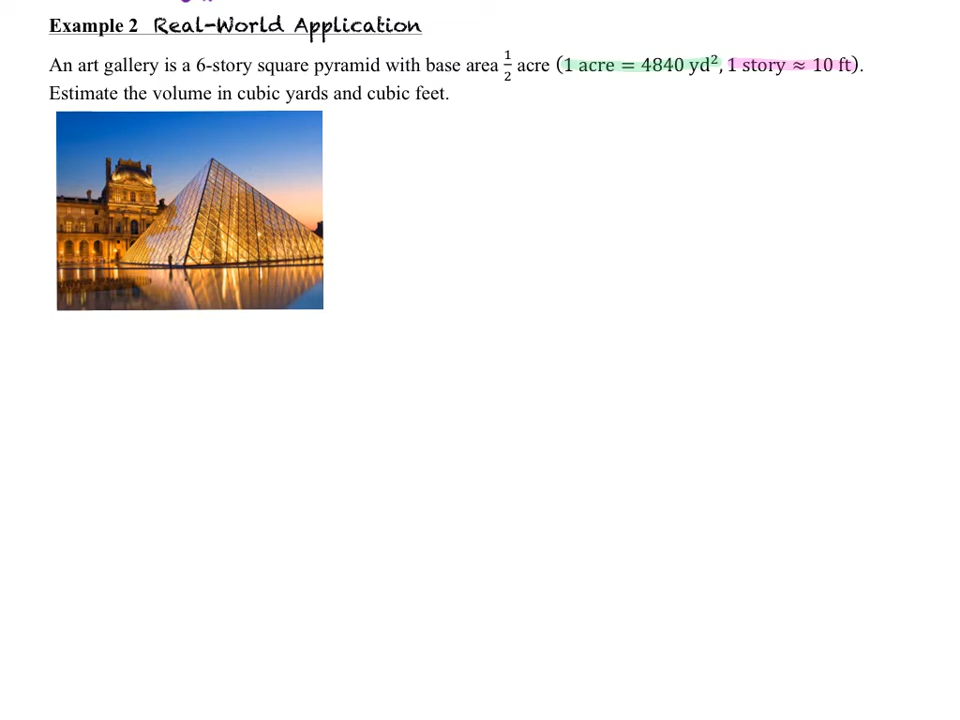 Example 2 Real-World Application
An art gallery is a 6-story square pyramid with base area 1/2 acre (1 acre = 4840 yd², 1 story ≈ 10 ft).
Estimate the volume in cubic yards and cubic feet.